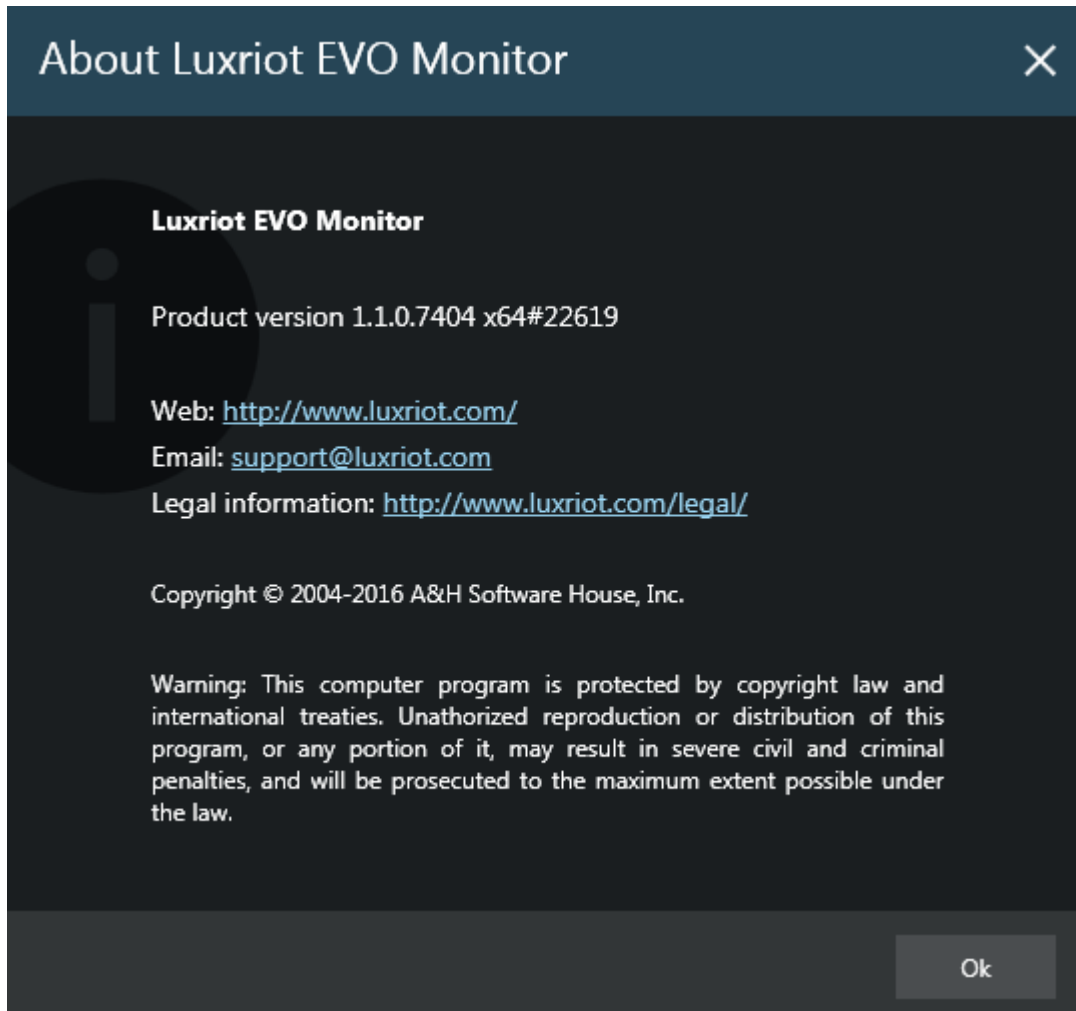 About Luxriot EVO Monitor
Luxriot EVO Monitor
Product version 1.1.0.7404 x64#22619
Web: http://www.luxriot.com/
Email: support@luxriot.com
Legal information: http://www.luxriot.com/legal/
Copyright © 2004-2016 A&H Software House, Inc.
Warning: This computer program is protected by copyright law and
international treaties. Unathorized reproduction or distribution of this
program, or any portion of it, may result in severe civil and criminal
penalties, and will be prosecuted to the maximum extent possible under
the law.
Ok